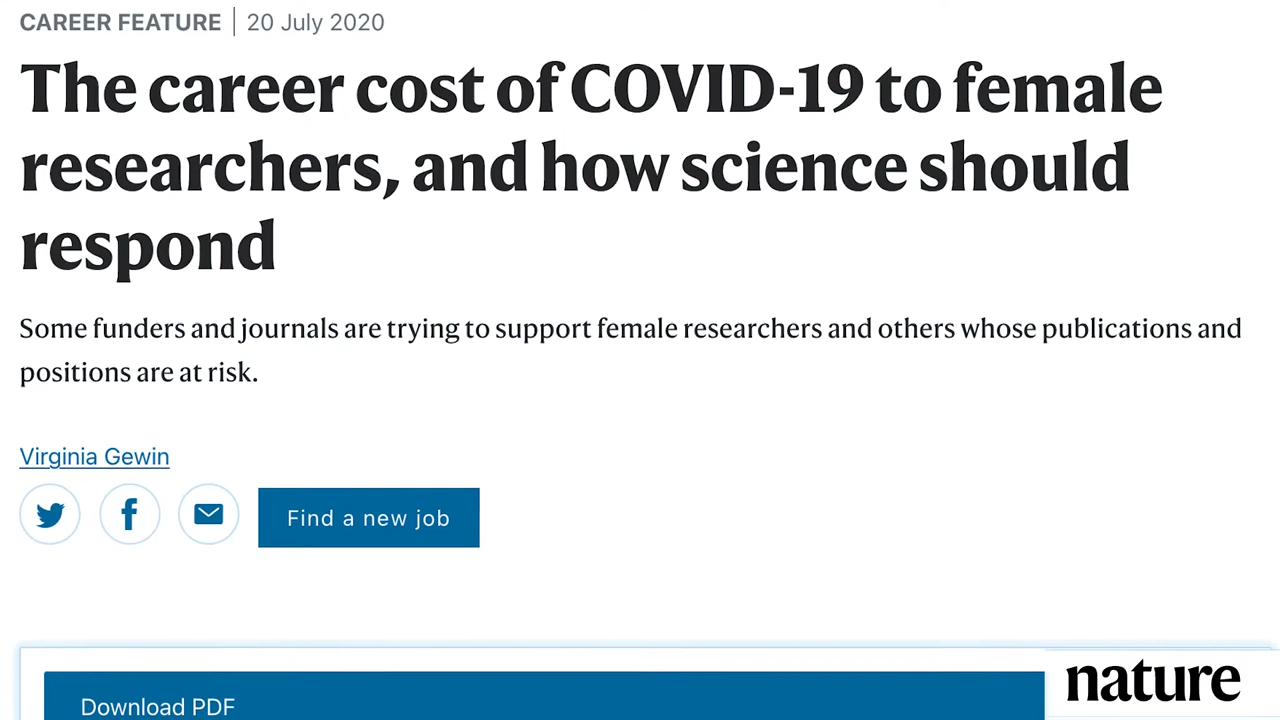 CAREER FEATURE | 20 July 2020
The career cost of COVID-19 to female
researchers, and how science should
respond
Some funders and journals are trying to support female researchers and others whose publications and
positions are at risk.
Virginia Gewin
Find a new job
Download PDF
nature